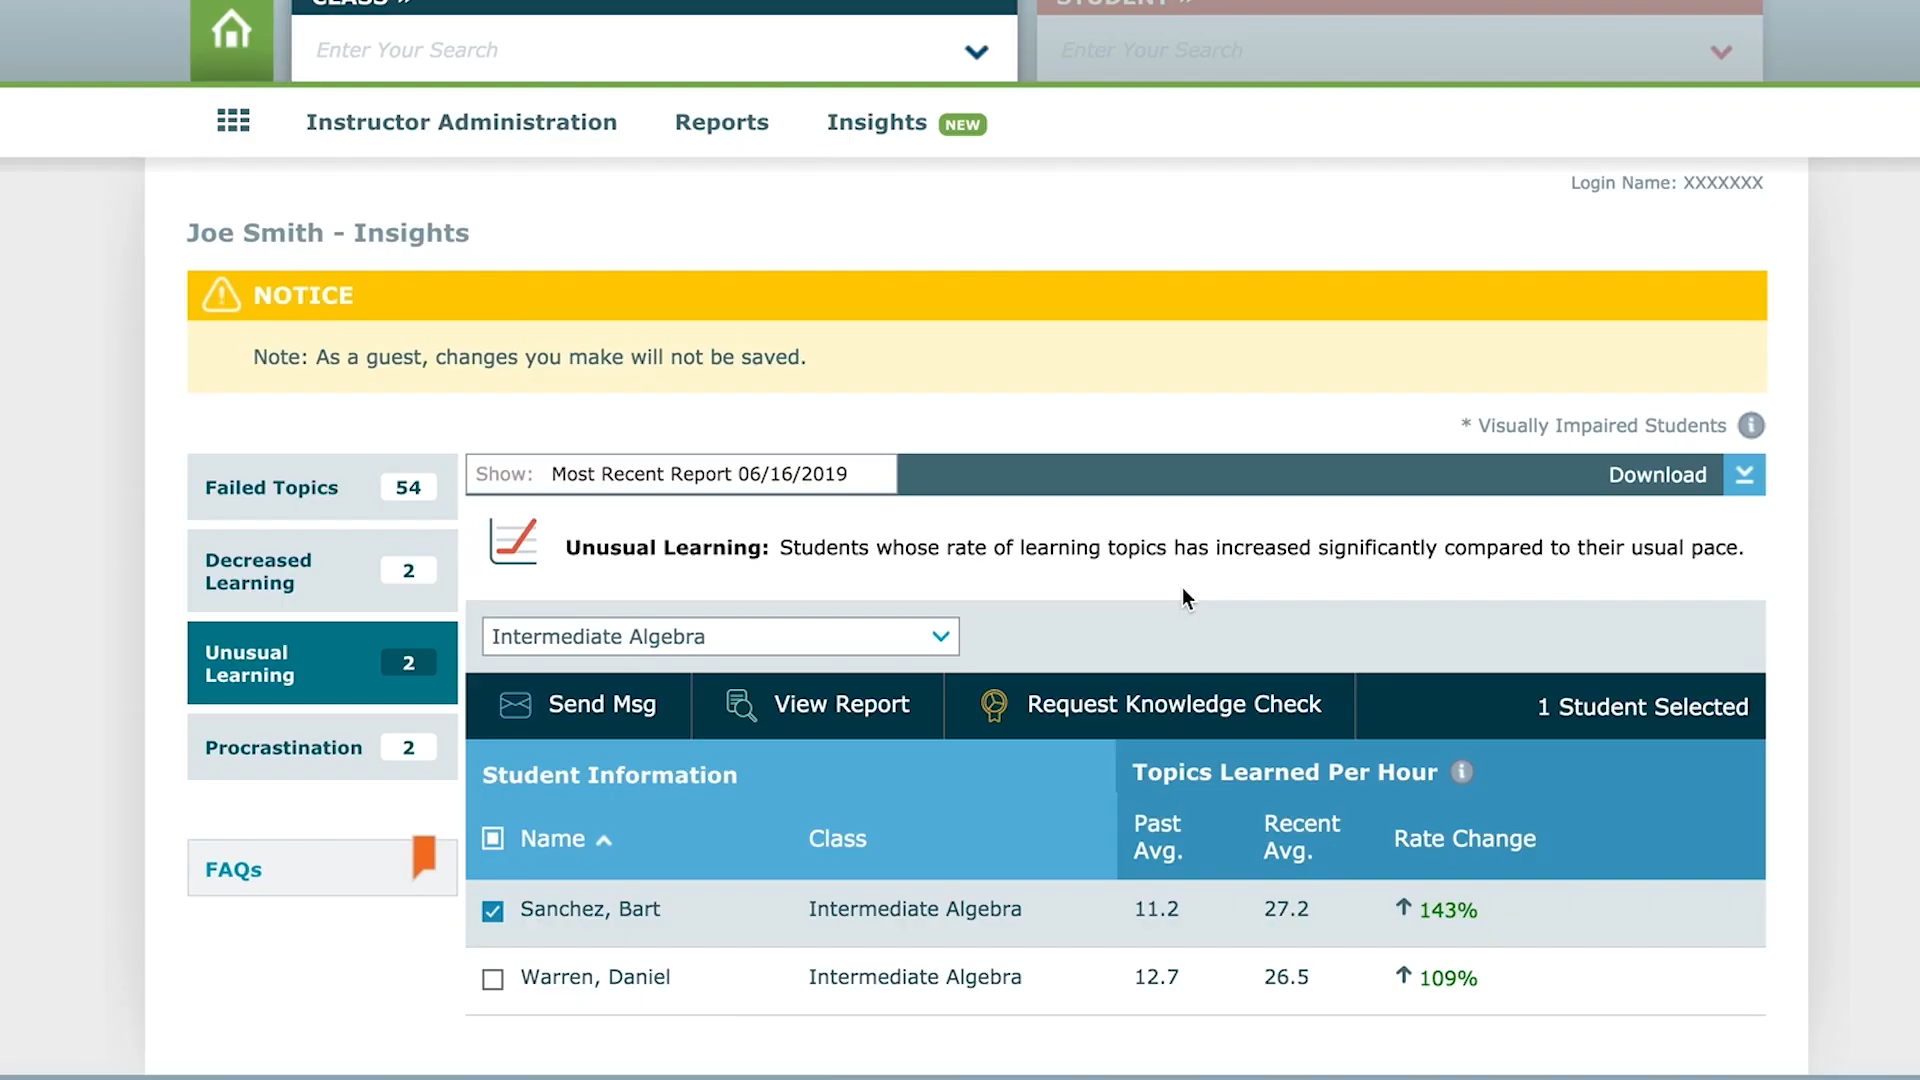 CLASS »
STUDENT »
Enter Your Search
Enter Your Search
Instructor Administration
Reports
Insights NEW
Login Name: XXXXXXX
Joe Smith - Insights
NOTICE
Note: As a guest, changes you make will not be saved.
* Visually Impaired Students
Failed Topics 54
Decreased
Learning 2
Unusual
Learning 2
Procrastination 2
FAQs
Show: Most Recent Report 06/16/2019
Download
Unusual Learning: Students whose rate of learning topics has increased significantly compared to their usual pace.
Intermediate Algebra
Send Msg
View Report
Request Knowledge Check
1 Student Selected
Student Information
Topics Learned Per Hour
Name
Class
Past
Avg.
Recent
Avg.
Rate Change
Sanchez, Bart Intermediate Algebra 11.2 27.2 ↑ 143%
Warren, Daniel Intermediate Algebra 12.7 26.5 ↑ 109%